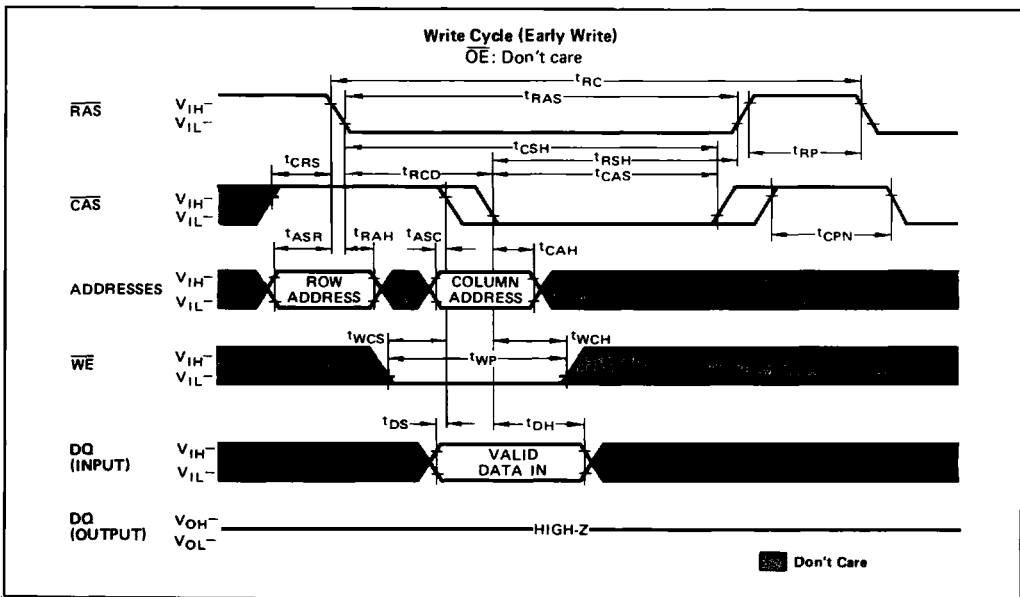 Write Cycle (Early Write)
OE: Don't care
tRC
RAS
VIH–
VIL–
tRAS
tRP
tCSH
tRSH
tCRS
tRCD
tCAS
CAS
VIH–
VIL–
tCPN
tASR
tRAH
tASC
tCAH
ADDRESSES
VIH–
VIL–
ROW
ADDRESS
COLUMN
ADDRESS
tWCS
tWCH
tWP
WE
VIH–
VIL–
tDS
tDH
DQ
(INPUT)
VIH–
VIL–
VALID
DATA IN
DQ
(OUTPUT)
VOH–
VOL–
HIGH-Z
Don't Care